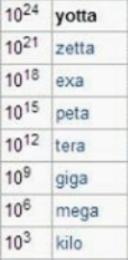 10²⁴ yotta
10²¹ zetta
10¹⁸ exa
10¹⁵ peta
10¹² tera
10⁹ giga
10⁶ mega
10³ kilo